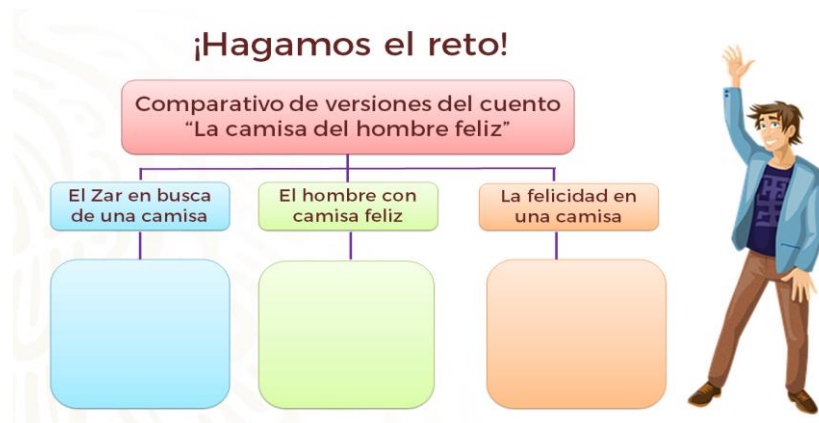 ¡Hagamos el reto!
Comparativo de versiones del cuento
“La camisa del hombre feliz”
El Zar en busca
de una camisa
El hombre con
camisa feliz
La felicidad en
una camisa